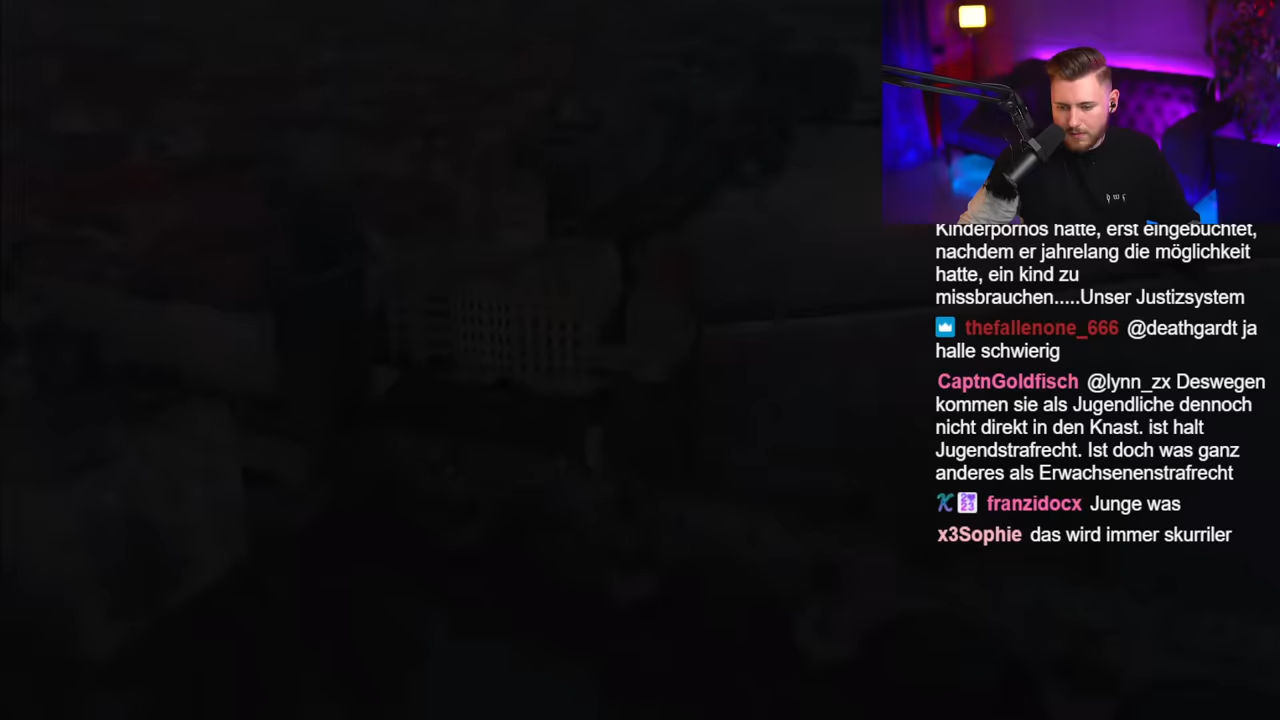 Kinderpornos hatte, erst eingebuchtet,
nachdem er jahrelang die möglichkeit
hatte, ein kind zu
missbrauchen.....Unser Justizsystem
thefallenone_666 @deathgardt ja
halle schwierig
CaptnGoldfisch @lynn_zx Deswegen
kommen sie als Jugendliche dennoch
nicht direkt in den Knast. ist halt
Jugendstrafrecht. Ist doch was ganz
anderes als Erwachsenenstrafrecht
franzidocx Junge was
x3Sophie das wird immer skurriler